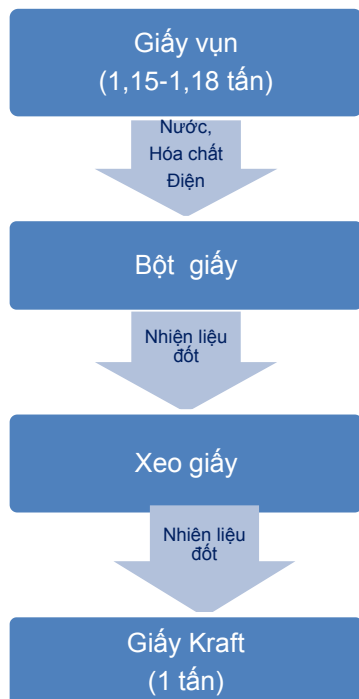 Giấy vụn
(1,15-1,18 tấn)
Nước,
Hóa chất
Điện
Bột giấy
Nhiện liệu
đốt
Xeo giấy
Nhiên liệu
đốt
Giấy Kraft
(1 tấn)